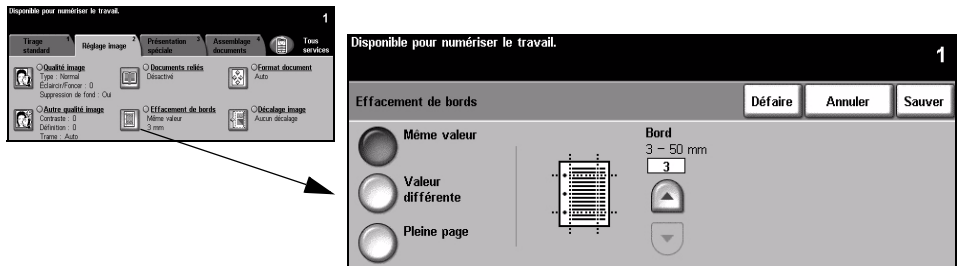 Disponible pour numériser le travail.
1
Tirage standard 1
Réglage image 2
Présentation spéciale 3
Assemblage documents 4
Tous services
Qualité image
Type : Normal
Éclaircir/Foncer : 0
Suppression de fond : Oui
Documents reliés
Désactivé
Format document
Auto
Autre qualité image
Contraste : 0
Définition : 0
Trame : Auto
Effacement de bords
Même valeur
3 mm
Décalage image
Aucun décalage
Disponible pour numériser le travail.
1
Effacement de bords
Défaire
Annuler
Sauver
Même valeur
Valeur
différente
Pleine page
Bord
3 – 50 mm
3